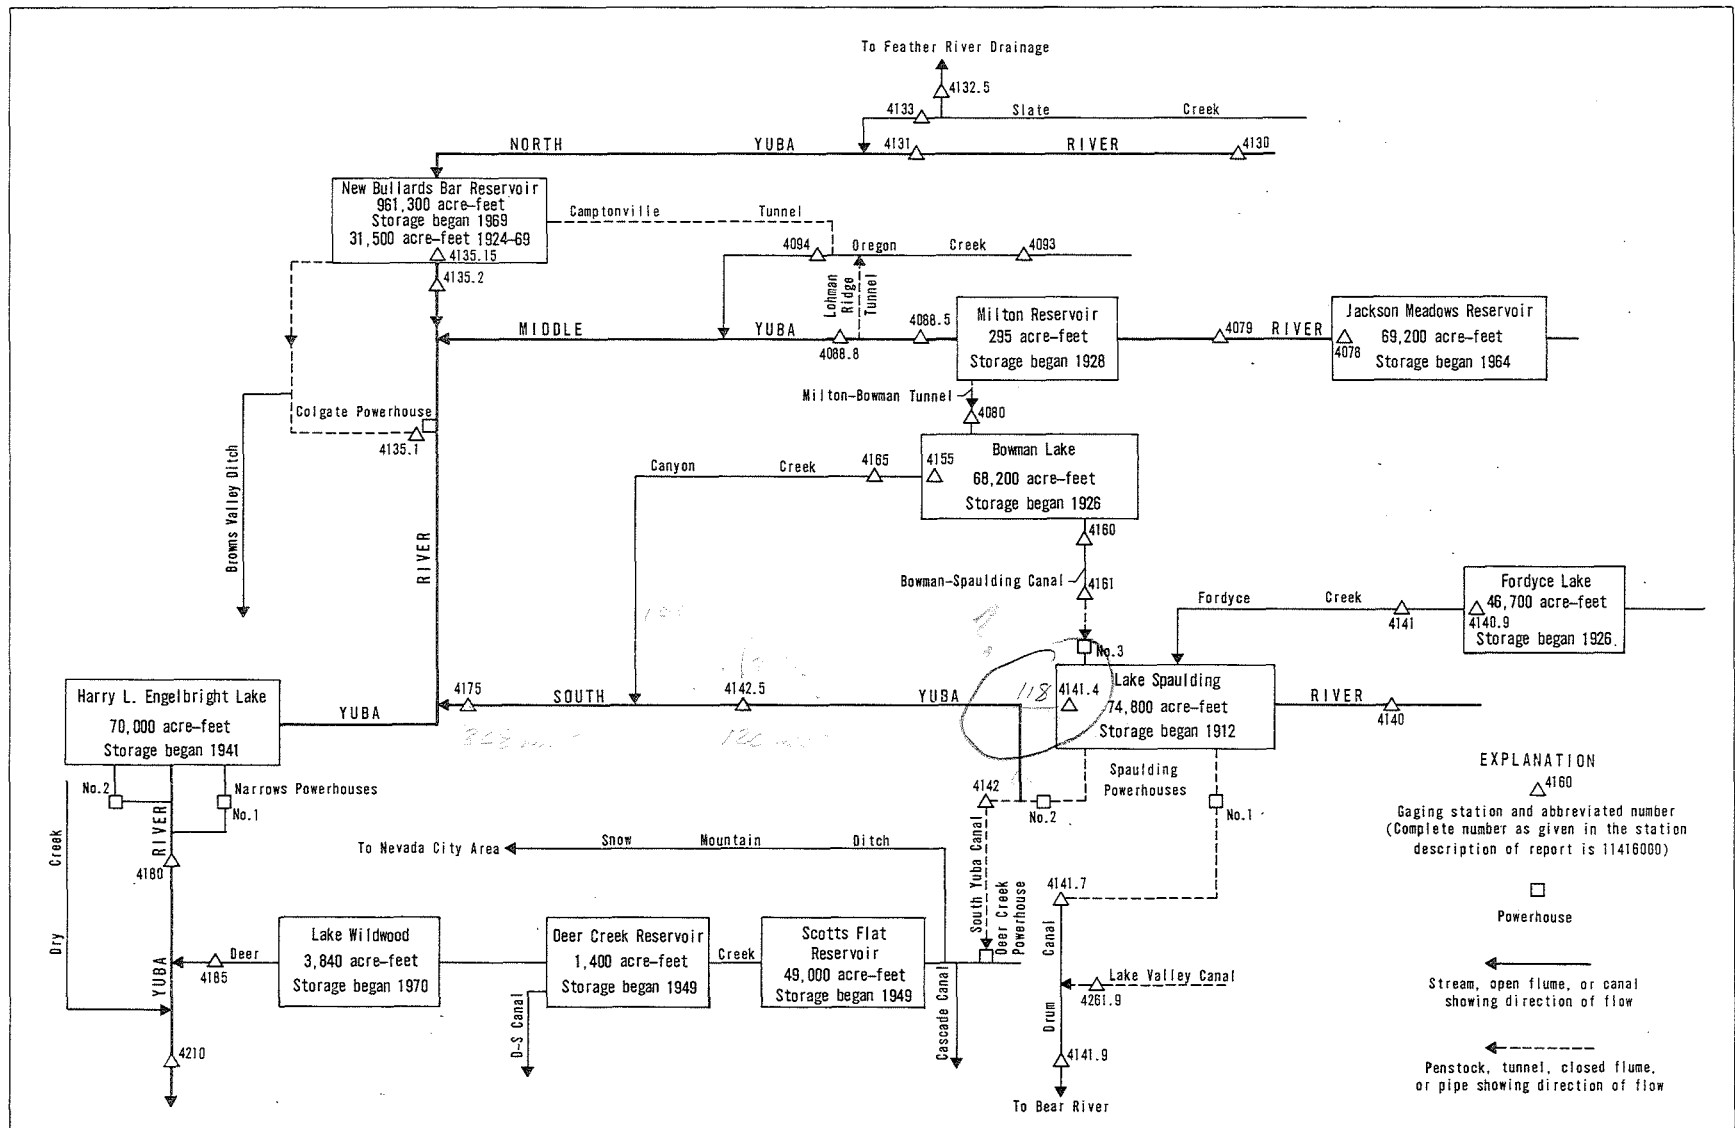 To Feather River Drainage
4132.5
4133
Slate Creek
NORTH YUBA RIVER
4131
4130
New Bullards Bar Reservoir
961,300 acre-feet
Storage began 1969
31,500 acre-feet 1924-69
4135.15
4135.2
Camptonville Tunnel
4094
Oregon Creek
4093
Lohman Ridge Tunnel
MIDDLE YUBA RIVER
4088.8
4088.5
Milton Reservoir
295 acre-feet
Storage began 1928
4079
Jackson Meadows Reservoir
69,200 acre-feet
Storage began 1964
4078
Milton-Bowman Tunnel
4080
Colgate Powerhouse
4135.1
Browns Valley Ditch
RIVER
Canyon Creek
4165
4155
Bowman Lake
68,200 acre-feet
Storage began 1926
4160
Bowman-Spaulding Canal
4161
No.3
Fordyce Creek
4141
Fordyce Lake
46,700 acre-feet
4140.9
Storage began 1926
Harry L. Engelbright Lake
70,000 acre-feet
Storage began 1941
YUBA
4175
SOUTH
4142.5
YUBA
118
4141.4
Lake Spaulding
74,800 acre-feet
Storage began 1912
RIVER
4140
No.2
Narrows Powerhouses
No.1
RIVER
4180
Dry Creek
Spaulding
Powerhouses
4142
No.2
No.1
To Nevada City Area
Snow Mountain Ditch
South Yuba Canal
Deer Creek
Powerhouse
4141.7
YUBA
4185
Deer Creek
Lake Wildwood
3,840 acre-feet
Storage began 1970
Deer Creek Reservoir
1,400 acre-feet
Storage began 1949
Scotts Flat
Reservoir
49,000 acre-feet
Storage began 1949
D-S Canal
Cascade Canal
Drum Canal
Lake Valley Canal
4261.9
4141.9
To Bear River
4210
EXPLANATION
4160
Gaging station and abbreviated number
(Complete number as given in the station
description of report is 11416000)
Powerhouse
Stream, open flume, or canal
showing direction of flow
Penstock, tunnel, closed flume,
or pipe showing direction of flow